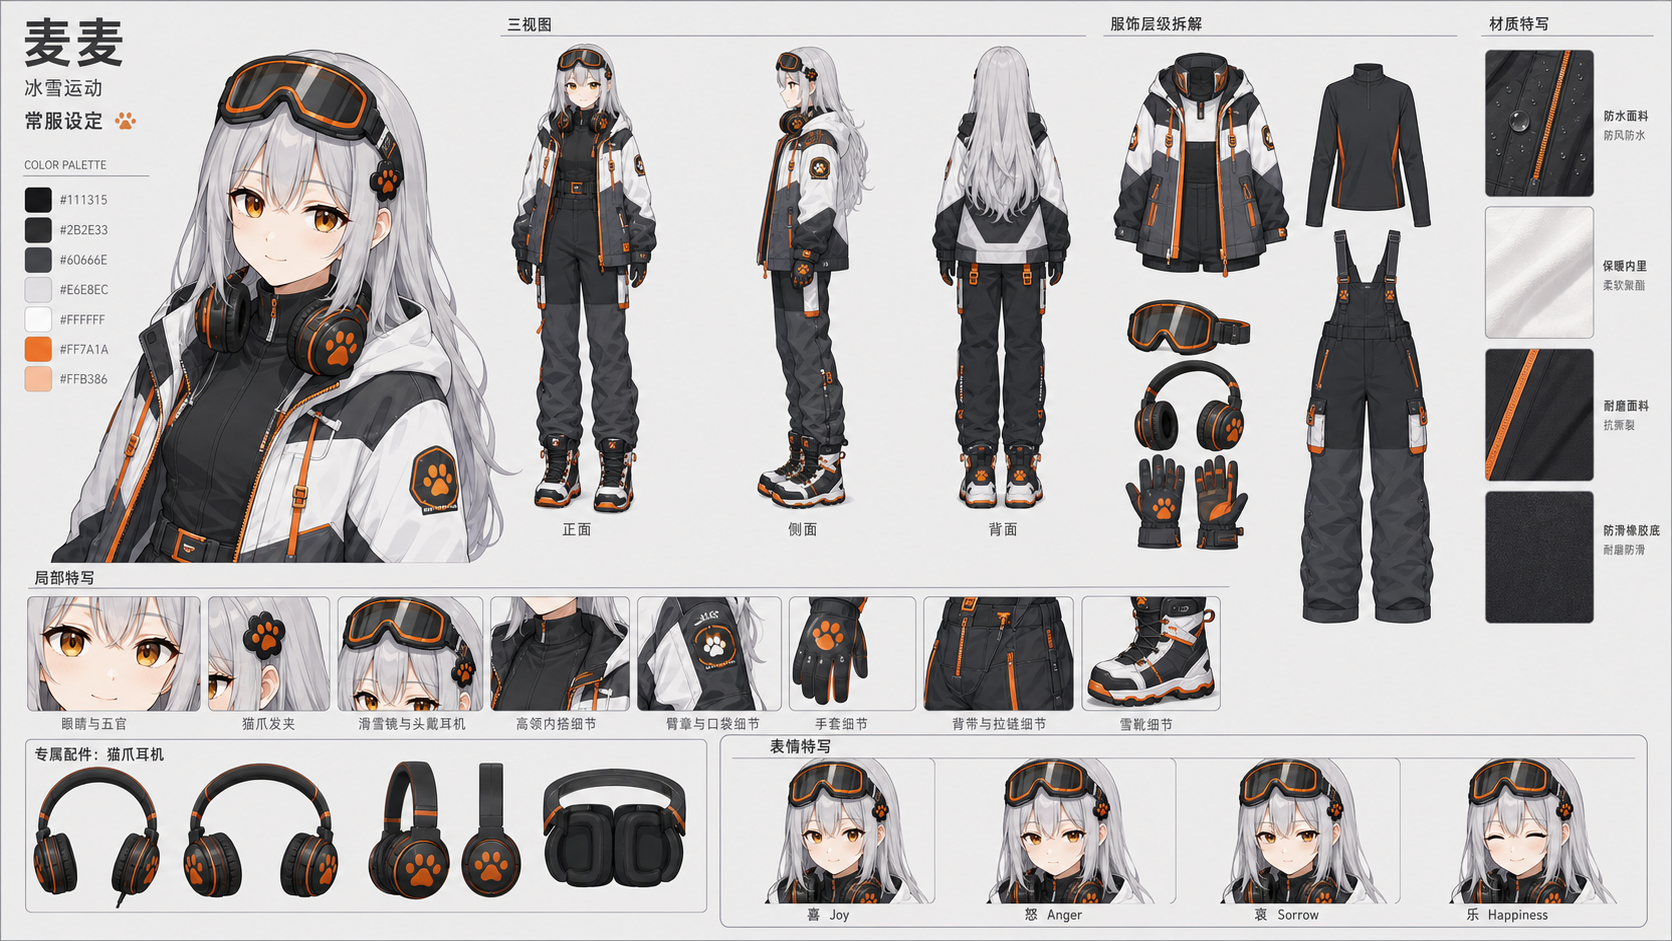 麦麦
冰雪运动
常服设定
COLOR PALETTE
#111315
#2B2E33
#60666E
#E6E8EC
#FFFFFF
#FF7A1A
#FFB386
三视图
正面
侧面
背面
服饰层级拆解
材质特写
防水面料
防风防水
保暖内里
柔软聚酯
耐磨面料
抗撕裂
防滑橡胶底
耐磨防滑
局部特写
眼睛与五官
猫爪发夹
滑雪镜与头戴耳机
高领内搭细节
臂章与口袋细节
手套细节
背带与拉链细节
雪靴细节
专属配件：猫爪耳机
表情特写
喜 Joy
怒 Anger
哀 Sorrow
乐 Happiness